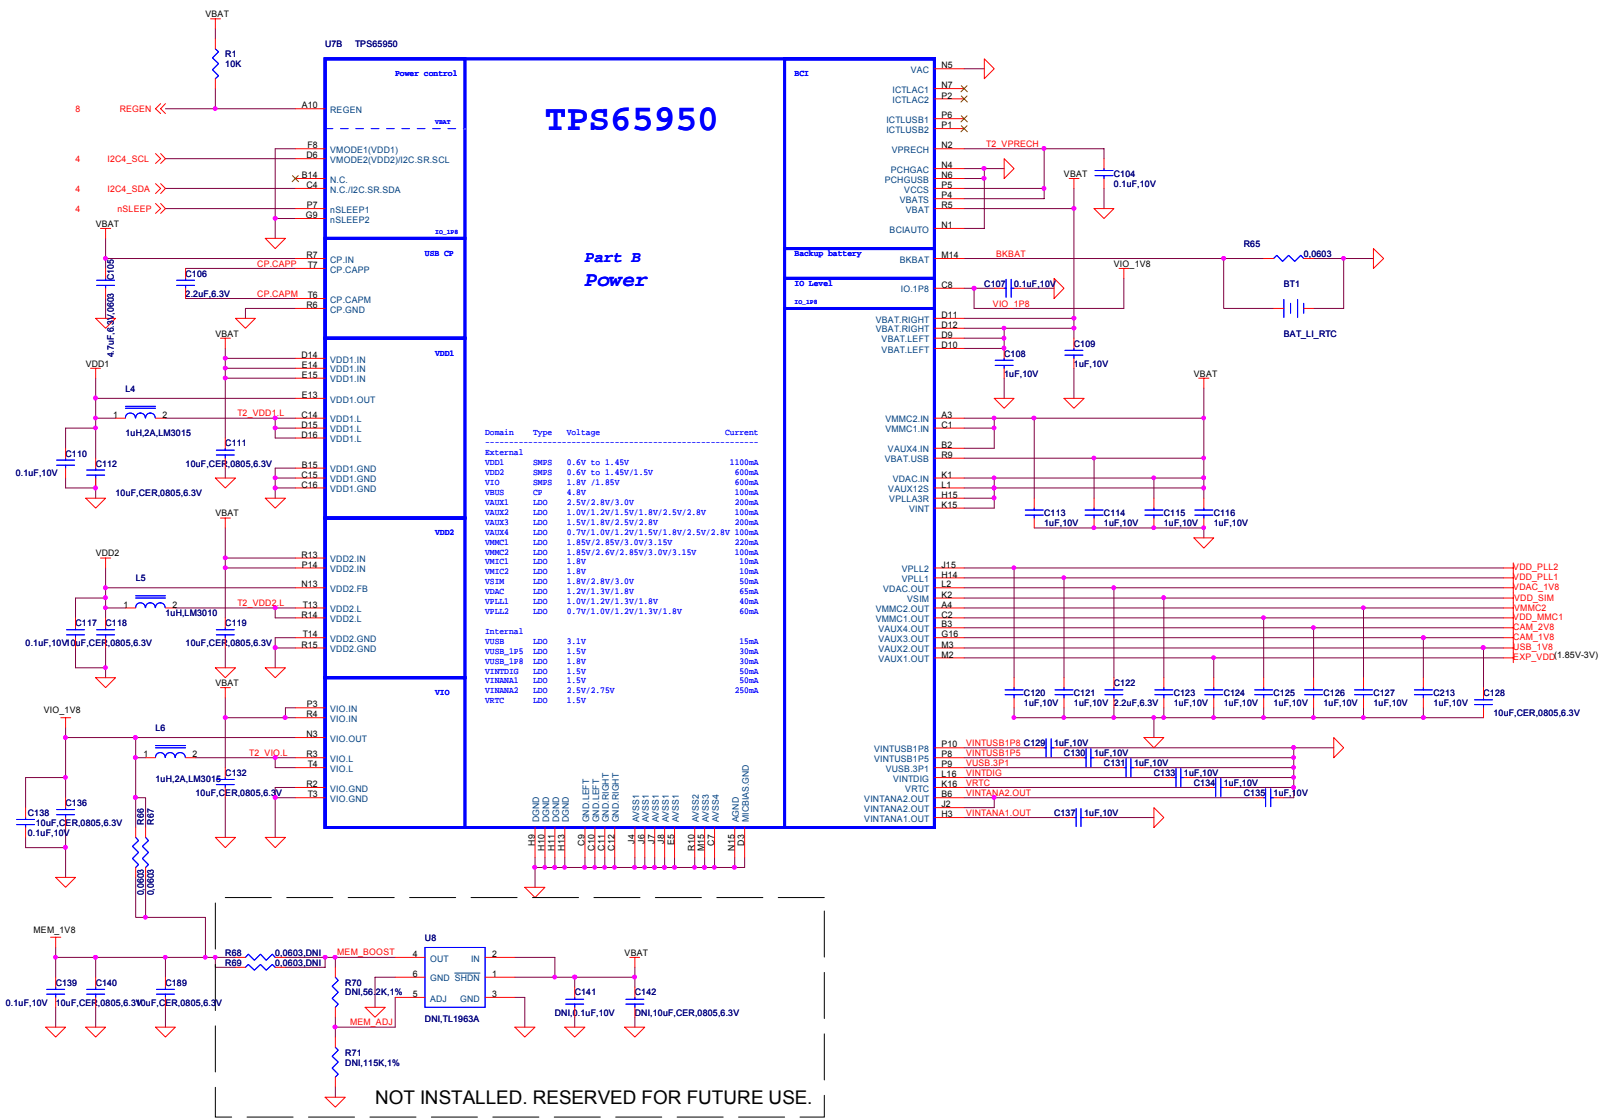 VBAT
R1
10K
U7B TPS65950
8 REGEN
4 I2C4_SCL
4 I2C4_SDA
4 nSLEEP
Power control
A10 REGEN
VBAT
F8 VMODE1(VDD1)
D6 VMODE2(VDD2)/I2C.SR.SCL
B14 N.C.
C4 N.C./I2C.SR.SDA
P7 nSLEEP1
G9 nSLEEP2
IO_1P8
VBAT
C105
4.7uF,6.3V,0603
C106
2.2uF,6.3V
CP.CAPP
CP.CAPM
USB CP
R7 CP.IN
T7 CP.CAPP
T6 CP.CAPM
R6 CP.GND
VBAT
VDD1
L4
1 2
1uH,2A,LM3015
T2_VDD1.L
C110
0.1uF,10V
C112
10uF,CER,0805,6.3V
C111
10uF,CER,0805,6.3V
VDD1
D14 VDD1.IN
E14 VDD1.IN
E15 VDD1.IN
E13 VDD1.OUT
C14 VDD1.L
D15 VDD1.L
D16 VDD1.L
B15 VDD1.GND
C15 VDD1.GND
C16 VDD1.GND
VBAT
VDD2
L5
1 2
1uH,LM3010
T2_VDD2.L
C117
0.1uF,10V
C118
10uF,CER,0805,6.3V
C119
10uF,CER,0805,6.3V
VDD2
R13 VDD2.IN
P14 VDD2.IN
N13 VDD2.FB
T13 VDD2.L
R14 VDD2.L
T14 VDD2.GND
R15 VDD2.GND
VBAT
VIO_1V8
L6
1 2
1uH,2A,LM3015
T2_VIO.L
C132
10uF,CER,0805,6.3V
C138
0.1uF,10V
C136
10uF,CER,0805,6.3V
R66
0,0603
R67
0,0603
VIO
P3 VIO.IN
R4 VIO.IN
N3 VIO.OUT
R3 VIO.L
T4 VIO.L
R2 VIO.GND
T3 VIO.GND
TPS65950
Part B
Power
Domain Type Voltage Current
External
VDD1 SMPS 0.6V to 1.45V 1100mA
VDD2 SMPS 0.6V to 1.45V/1.5V 600mA
VIO SMPS 1.8V /1.85V 600mA
VBUS CP 4.8V 100mA
VAUX1 LDO 2.5V/2.8V/3.0V 200mA
VAUX2 LDO 1.0V/1.2V/1.5V/1.8V/2.5V/2.8V 100mA
VAUX3 LDO 1.5V/1.8V/2.5V/2.8V 200mA
VAUX4 LDO 0.7V/1.0V/1.2V/1.5V/1.8V/2.5V/2.8V 100mA
VMMC1 LDO 1.85V/2.85V/3.0V/3.15V 220mA
VMMC2 LDO 1.85V/2.6V/2.85V/3.0V/3.15V 100mA
VMIC1 LDO 1.8V 10mA
VMIC2 LDO 1.8V 10mA
VSIM LDO 1.8V/2.8V/3.0V 50mA
VDAC LDO 1.2V/1.3V/1.8V 65mA
VPLL1 LDO 1.0V/1.2V/1.3V/1.8V 40mA
VPLL2 LDO 0.7V/1.0V/1.2V/1.3V/1.8V 60mA
Internal
VUSB LDO 3.1V 15mA
VUSB_1P5 LDO 1.5V 30mA
VUSB_1P8 LDO 1.8V 30mA
VINTDIG LDO 1.5V 50mA
VINANA1 LDO 1.5V 50mA
VINANA2 LDO 2.5V/2.75V 250mA
VRTC LDO 1.5V
DGND H9
DGND H10
DGND H11
DGND H13
GND.LEFT C9
GND.LEFT C10
GND.RIGHT C11
GND.RIGHT C12
AVSS1 J4
AVSS1 J6
AVSS1 J7
AVSS1 J8
AVSS1 E5
AVSS2 R10
AVSS3 M15
AVSS4 C17
AGND N15
MICBIAS.GND D3
BCI
VAC N5
ICTLAC1 N7
ICTLAC2 P2
ICTLUSB1 P6
ICTLUSB2 P1
VPRECH N2
PCHGAC N4
PCHGUSB N6
VCCS P5
VBATS P4
VBAT R5
BCIAUTO N1
T2_VPRECH
VBAT
C104
0.1uF,10V
Backup battery
BKBAT M14
BKBAT
R65
0,0603
BT1
BAT_LI_RTC
IO Level
IO_1P8
IO.1P8 C8
C107 0.1uF,10V
VIO_1P8
VIO_1V8
VBAT.RIGHT D11
VBAT.RIGHT D12
VBAT.LEFT D9
VBAT.LEFT D10
C108
1uF,10V
C109
1uF,10V
VBAT
VMMC2.IN A3
VMMC1.IN C1
VAUX4.IN B2
VBAT.USB R9
VDAC.IN K1
VAUX12S L1
VPLLA3R H15
VINT K15
C113
1uF,10V
C114
1uF,10V
C115
1uF,10V
C116
1uF,10V
VPLL2 J15
VPLL1 H14
VDAC.OUT L2
VSIM K2
VMMC2.OUT A4
VMMC1.OUT C2
VAUX4.OUT B3
VAUX3.OUT G16
VAUX2.OUT M3
VAUX1.OUT M2
VDD_PLL2
VDD_PLL1
VDAC_1V8
VDD_SIM
VMMC2
VDD_MMC1
CAM_2V8
CAM_1V8
USB_1V8
EXP_VDD (1.85V-3V)
C120
1uF,10V
C121
1uF,10V
C122
2.2uF,6.3V
C123
1uF,10V
C124
1uF,10V
C125
1uF,10V
C126
1uF,10V
C127
1uF,10V
C213
1uF,10V
C128
10uF,CER,0805,6.3V
VINTUSB1P8 P10 VINTUSB1P8 C129 1uF,10V
VINTUSB1P5 P8 VINTUSB1P5 C130 1uF,10V
VUSB.3P1 P9 VUSB.3P1 C131 1uF,10V
VINTDIG L16 VINTDIG C133 1uF,10V
VRTC K16 VRTC C134 1uF,10V
VINTANA2.OUT B6 VINTANA2.OUT C135 1uF,10V
VINTANA2.OUT J2
VINTANA1.OUT H3 VINTANA1.OUT C137 1uF,10V
MEM_1V8
C139
0.1uF,10V
C140
10uF,CER,0805,6.3V
C189
10uF,CER,0805,6.3V
R68 0,0603,DNI
R69 0,0603,DNI
MEM_BOOST
R70
DNI,56.2K,1%
MEM_ADJ
R71
DNI,115K,1%
U8
4 OUT IN 2
6 GND SHDN 1
5 ADJ GND 3
DNI,TL1963A
VBAT
C141
DNI,0.1uF,10V
C142
DNI,10uF,CER,0805,6.3V
NOT INSTALLED. RESERVED FOR FUTURE USE.